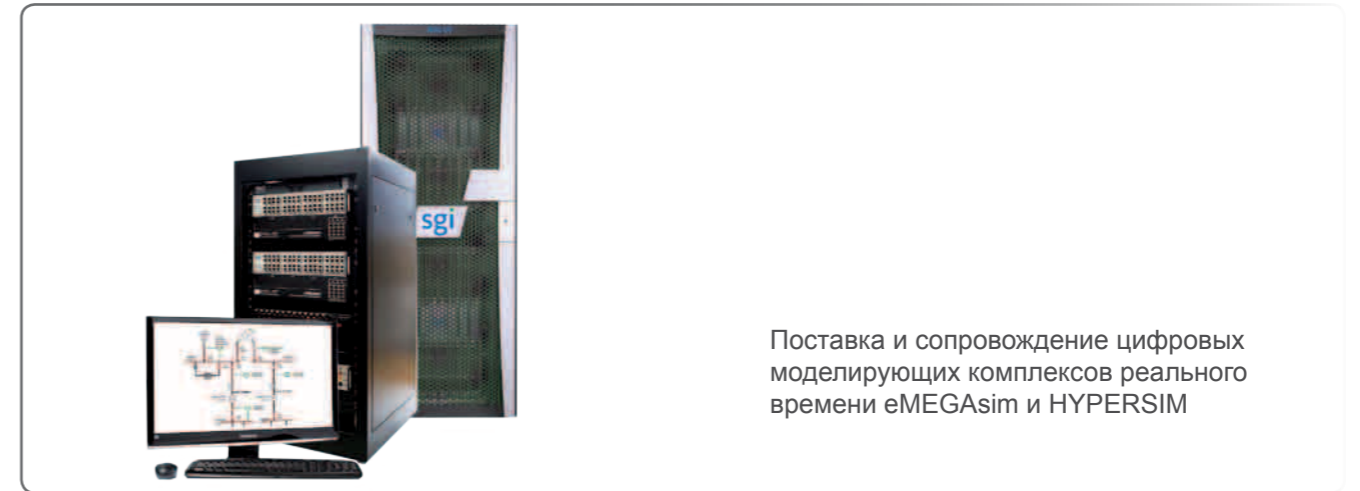 sgi
Поставка и сопровождение цифровых
моделирующих комплексов реального
времени eMEGAsim и HYPERSIM